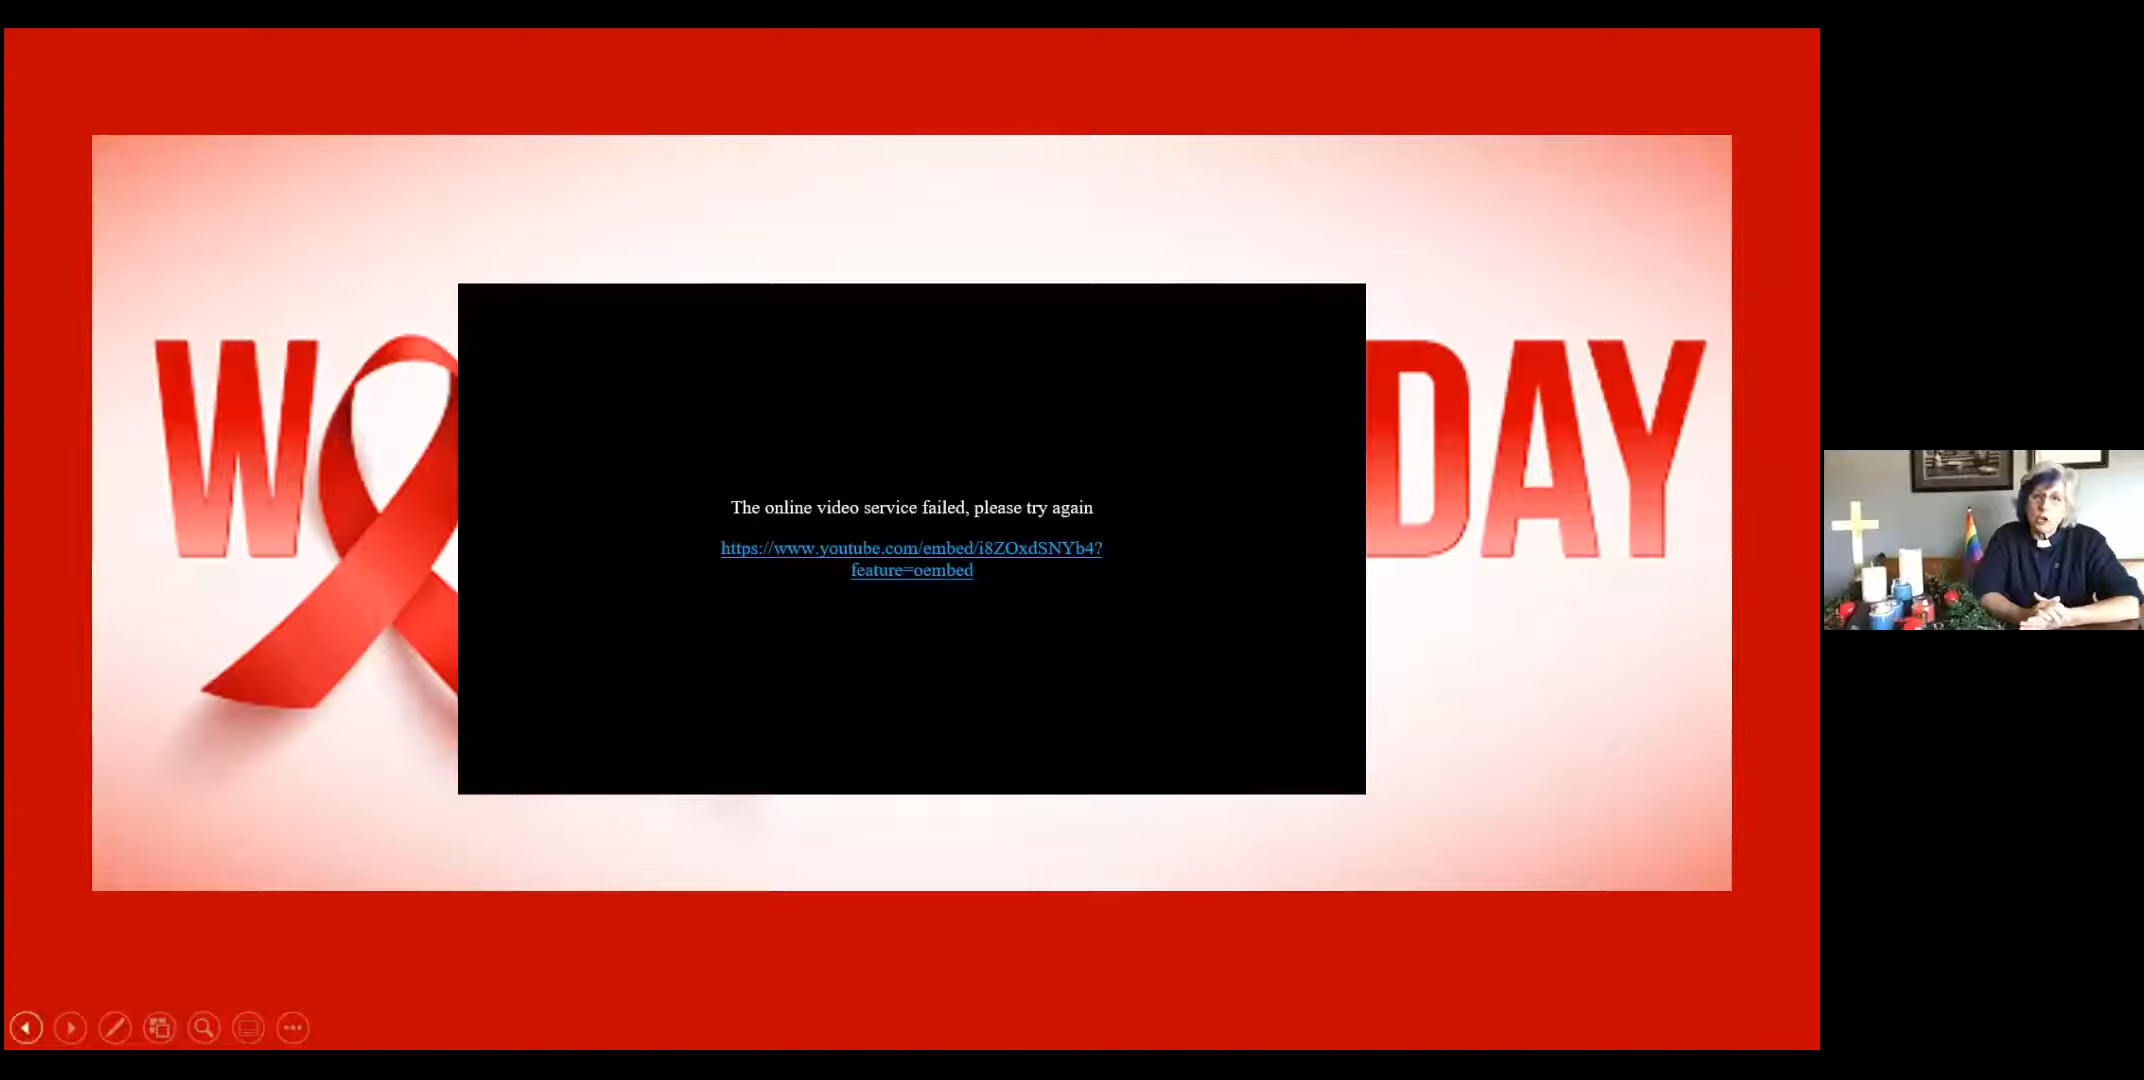 W DAY
The online video service failed, please try again
https://www.youtube.com/embed/i8ZOxdSNYb4?
feature=oembed